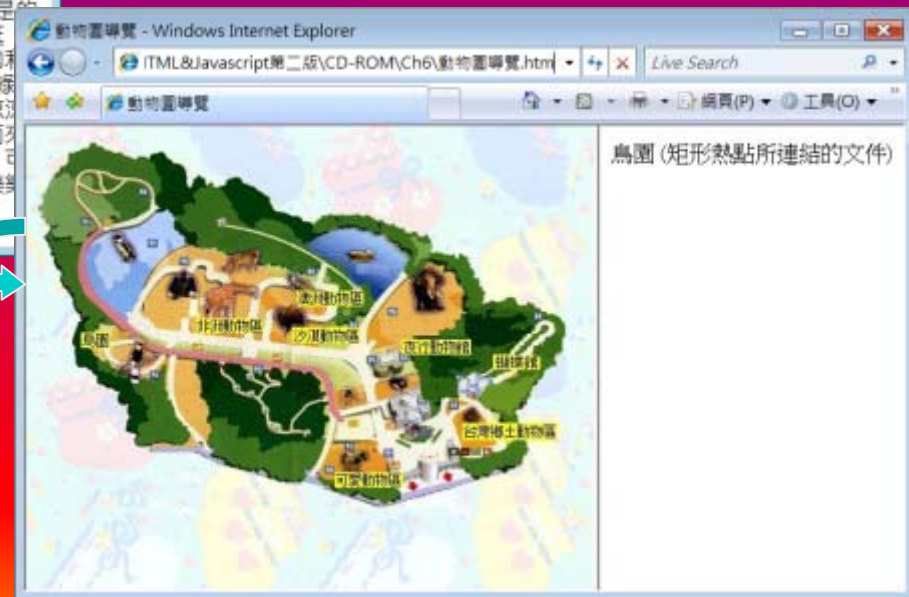 動物園導覽 - Windows Internet Explorer
ITML&Javascript第二版\CD-ROM\Ch6\動物園導覽.htm
Live Search
動物園導覽
網頁(P)
工具(O)
鳥園 (矩形熱點所連結的文件)
澳洲動物區
非洲動物區
沙漠動物區
鳥園
夜行動物館
蝴蝶館
台灣鄉土動物區
可愛動物區